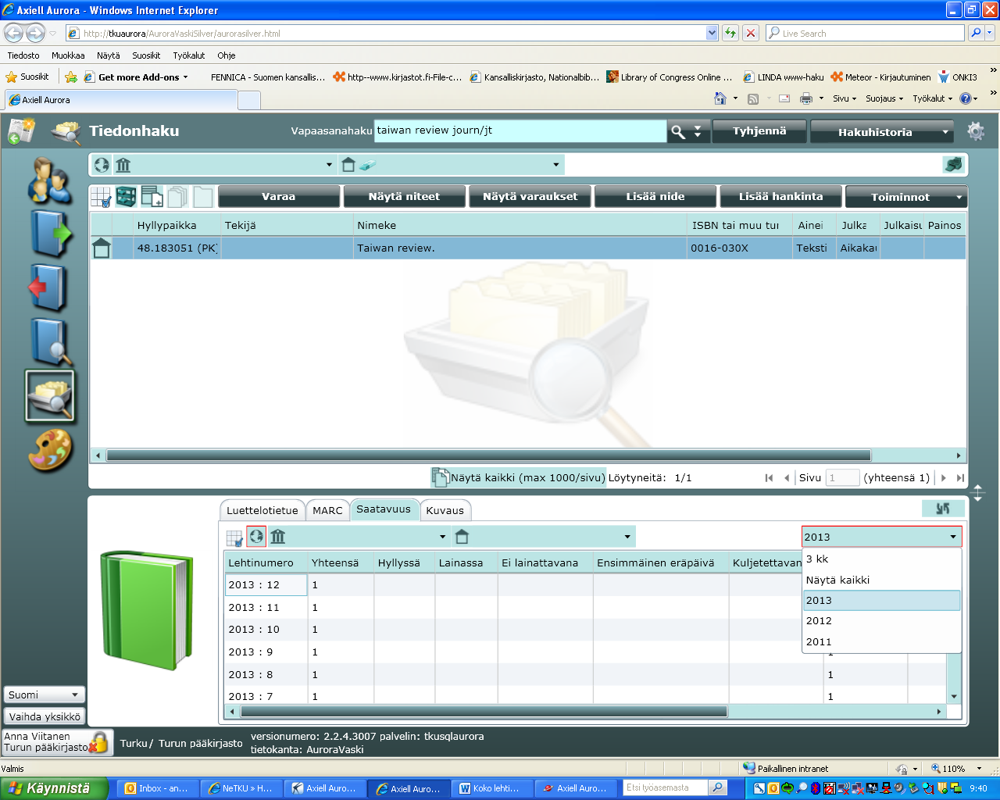 Axiell Aurora - Windows Internet Explorer
http://tkuaurora/AuroraVaskiSilver/aurorasilver.html
Live Search
Tiedosto Muokkaa Näytä Suosikit Työkalut Ohje
Suosikit Get more Add-ons FENNICA - Suomen kansallis... http--www.kirjastot.fi-File-c... Kansalliskirjasto, Nationalbib... Library of Congress Online ... LINDA www-haku Meteor - Kirjautuminen ONKI3 »
Axiell Aurora Sivu Suojaus Työkalut »
Tiedonhaku Vapaasanahaku taiwan review journ/jt Tyhjennä Hakuhistoria
Varaa Näytä niteet Näytä varaukset Lisää nide Lisää hankinta Toiminnot
Hyllypaikka Tekijä Nimeke ISBN tai muu tur Ainei Julka Julkaisu Painos
48.183051 (PK) Taiwan review. 0016-030X Teksti Aikakau
Näytä kaikki (max 1000/sivu) Löytyneitä: 1/1 Sivu 1 (yhteensä 1)
Luettelotietue MARC Saatavuus Kuvaus
2013
Lehtinumero Yhteensä Hyllyssä Lainassa Ei lainattavana Ensimmäinen eräpäivä Kuljetettavan
3 kk
Näytä kaikki
2013
2012
2011
2013 : 12 1
2013 : 11 1
2013 : 10 1
2013 : 9 1 1
2013 : 8 1 1
2013 : 7 1 1
Suomi
Vaihda yksikkö
Anna Viitanen
Turun pääkirjasto
Turku/ Turun pääkirjasto
versionumero: 2.2.4.3007 palvelin: tkusqlaurora
tietokanta: AuroraVaski
Valmis Paikallinen intranet 110%
Käynnistä Inbox - an... NeTKU » H... Axiell Auro... Axiell Auro... Koko lehti... Axiell Auro... Etsi työasemasta 9:40